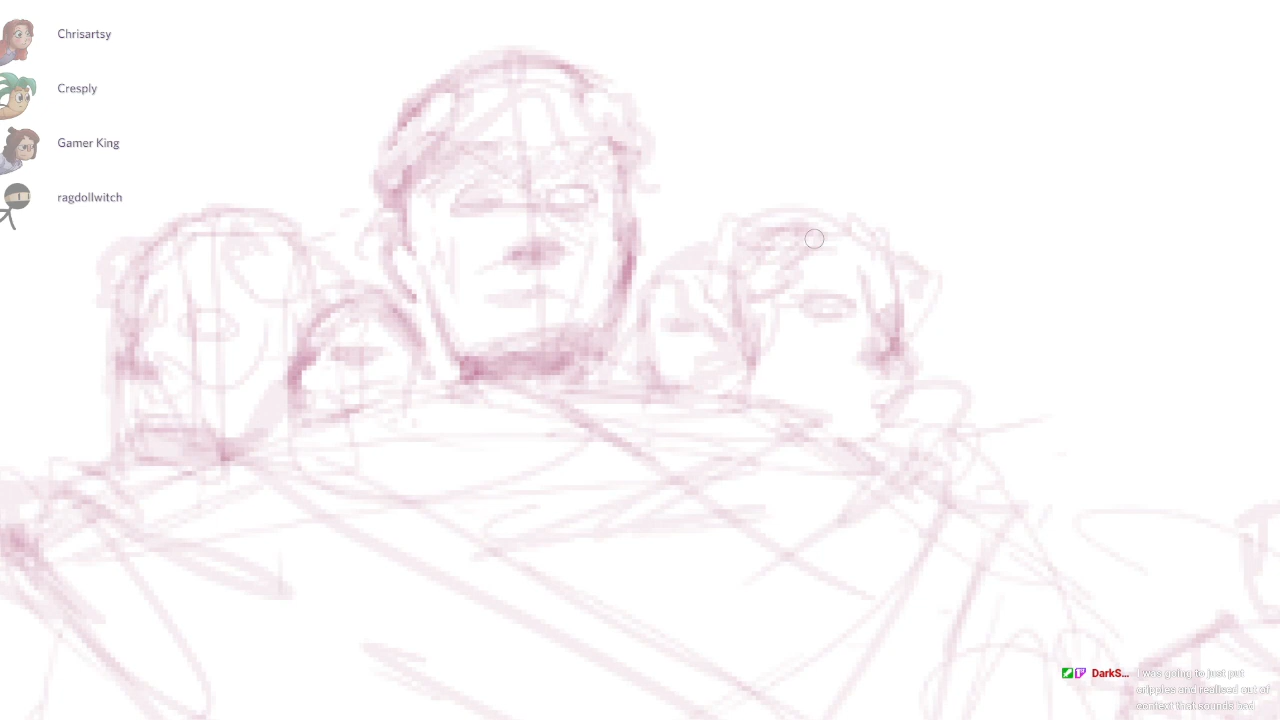 Chrisartsy
Cresply
Gamer King
ragdollwitch
DarkS... I was going to just put
cripples and realised out of
context that sounds bad